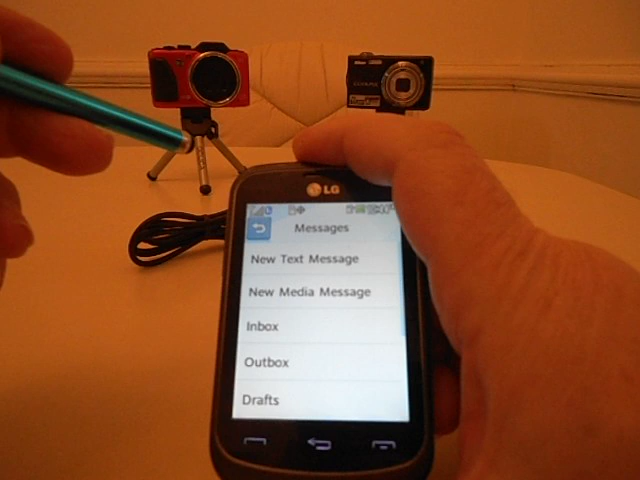 LG
Messages
New Text Message
New Media Message
Inbox
Outbox
Drafts